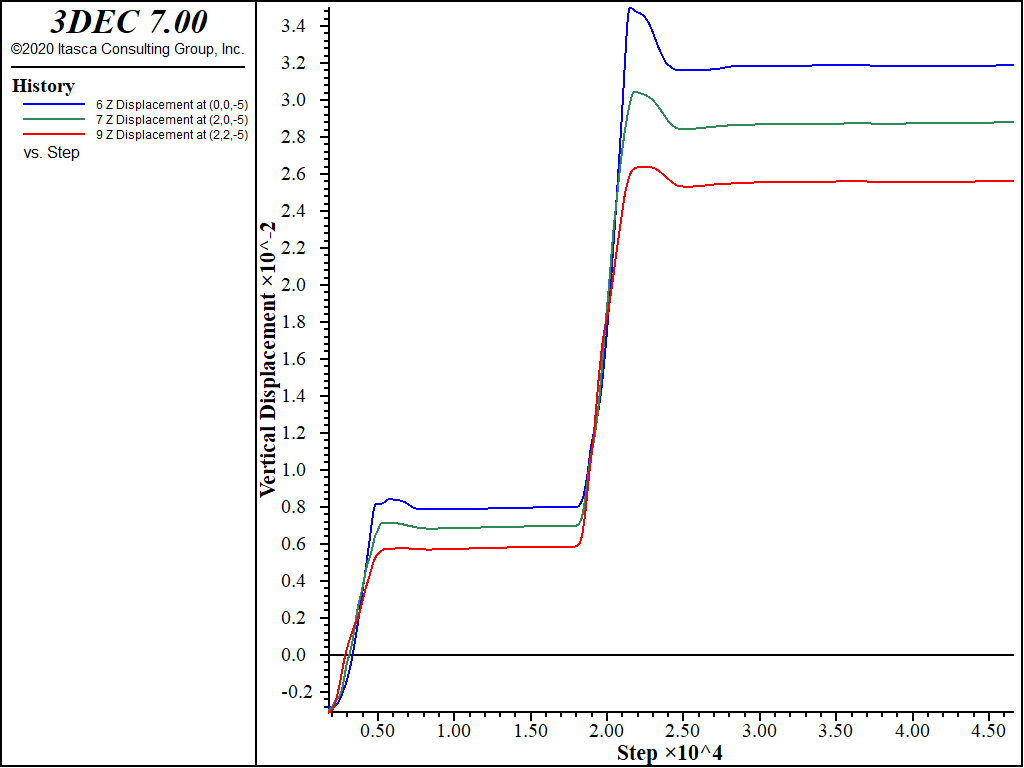 3DEC 7.00
©2020 Itasca Consulting Group, Inc.
History
6 Z Displacement at (0,0,-5)
7 Z Displacement at (2,0,-5)
9 Z Displacement at (2,2,-5)
vs. Step
Vertical Displacement ×10^-2
3.4
3.2
3.0
2.8
2.6
2.4
2.2
2.0
1.8
1.6
1.4
1.2
1.0
0.8
0.6
0.4
0.2
0.0
-0.2
0.50 1.00 1.50 2.00 2.50 3.00 3.50 4.00 4.50
Step ×10^4